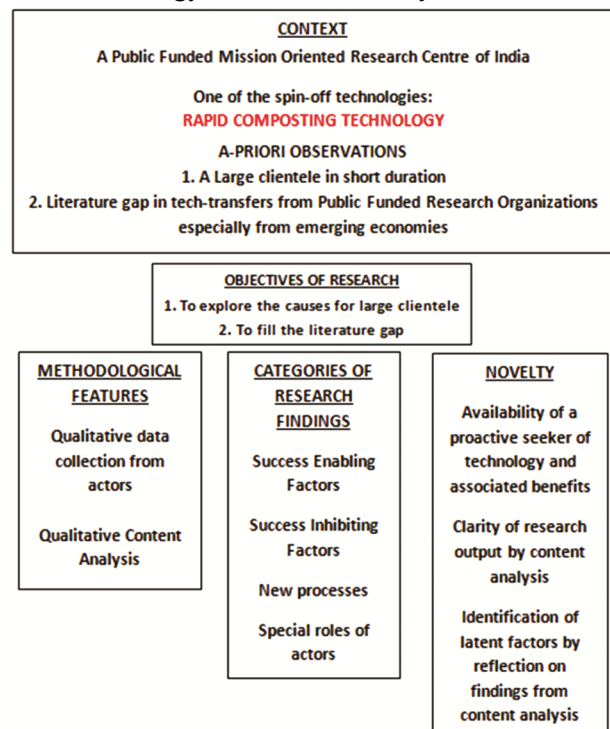 CONTEXT
A Public Funded Mission Oriented Research Centre of India
One of the spin-off technologies:
RAPID COMPOSTING TECHNOLOGY
A-PRIORI OBSERVATIONS
1. A Large clientele in short duration
2. Literature gap in tech-transfers from Public Funded Research Organizations
especially from emerging economies
OBJECTIVES OF RESEARCH
1. To explore the causes for large clientele
2. To fill the literature gap
METHODOLOGICAL
FEATURES
Qualitative data
collection from
actors
Qualitative Content
Analysis
CATEGORIES OF
RESEARCH
FINDINGS
Success Enabling
Factors
Success Inhibiting
Factors
New processes
Special roles of
actors
NOVELTY
Availability of a
proactive seeker of
technology and
associated benefits
Clarity of research
output by content
analysis
Identification of
latent factors by
reflection on
findings from
content analysis